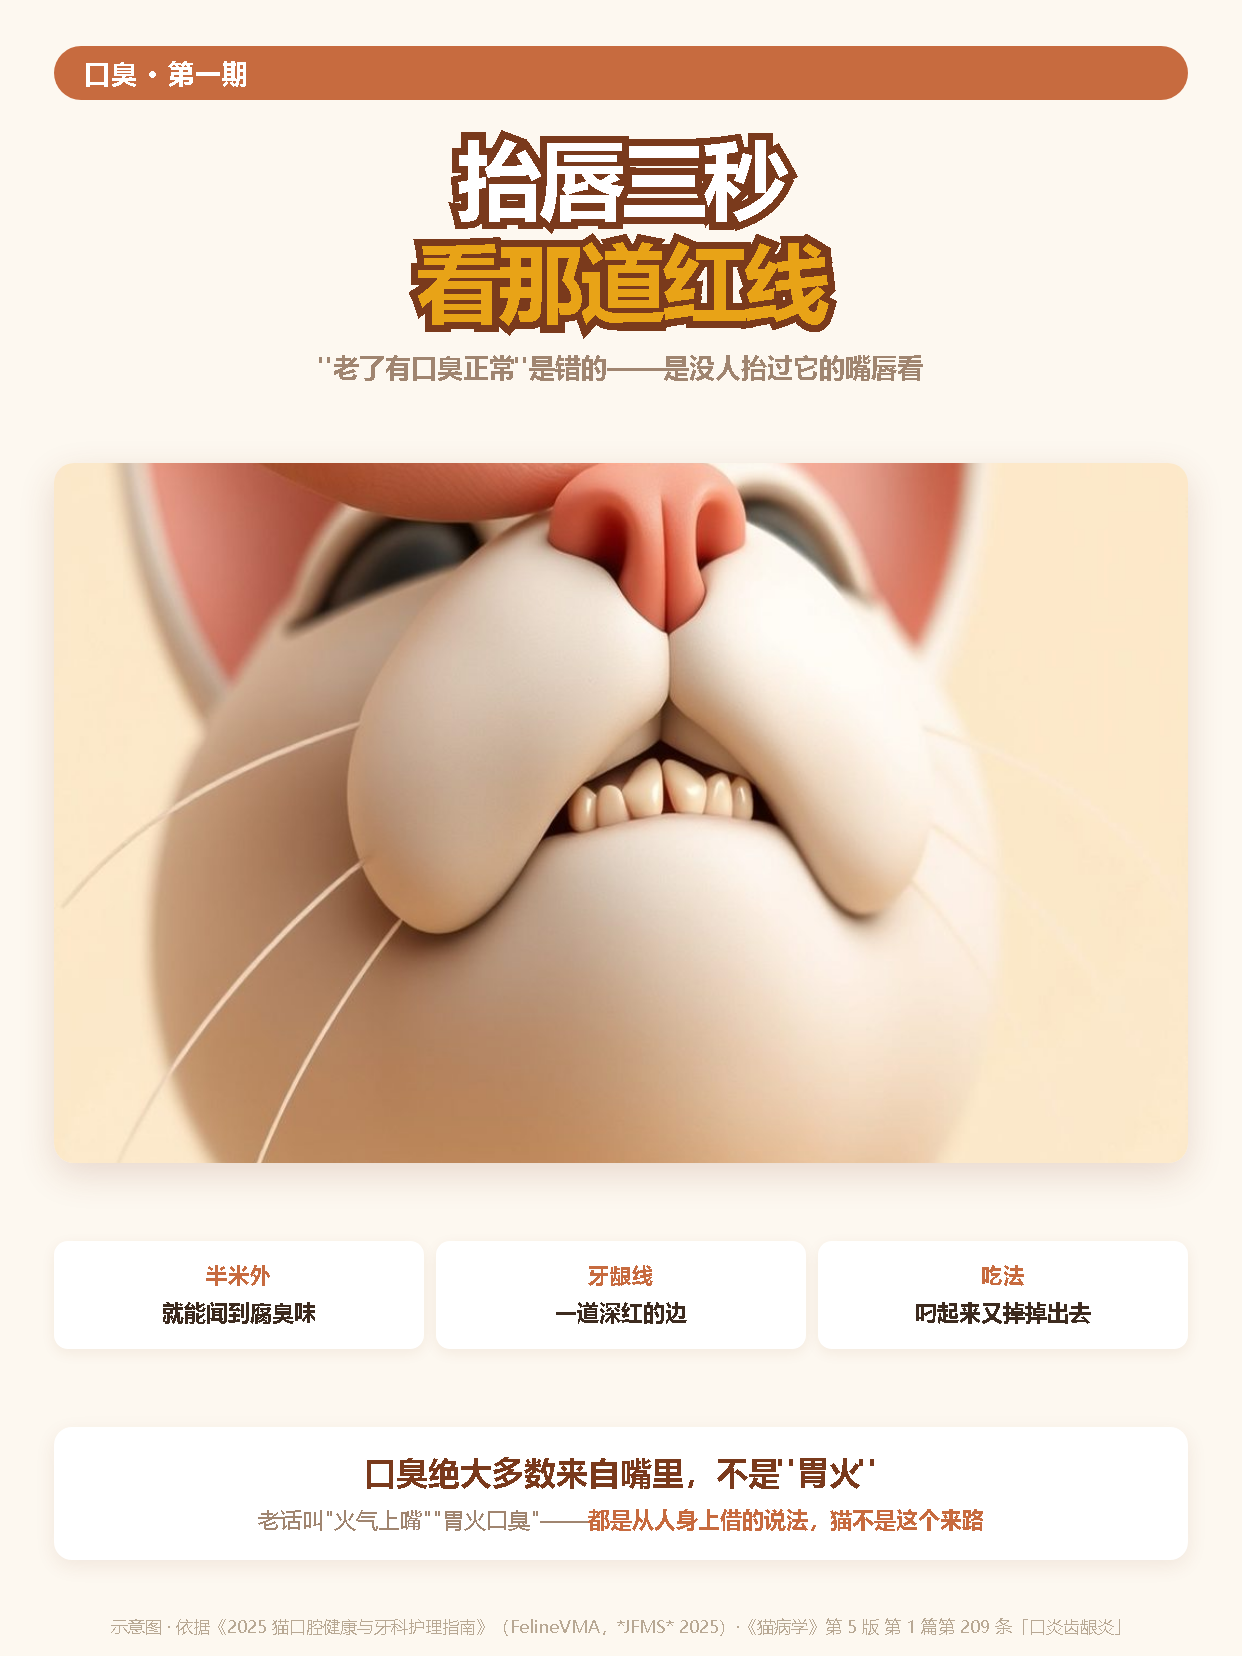 口臭 · 第一期
抬唇三秒
看那道红线
"老了有口臭正常"是错的——是没人抬过它的嘴唇看
半米外
就能闻到腐臭味
牙龈线
一道深红的边
吃法
叼起来又掉掉出去
口臭绝大多数来自嘴里，不是"胃火"
老话叫"火气上嘴""胃火口臭"——都是从人身上借的说法，猫不是这个来路
示意图 · 依据《2025 猫口腔健康与牙科护理指南》（FelineVMA，*JFMS* 2025）·《猫病学》第 5 版 第 1 篇第 209 条「口炎齿龈炎」